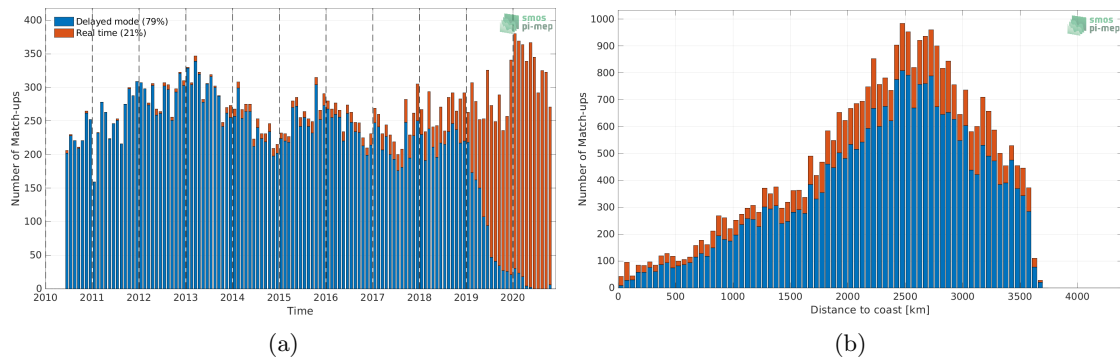 Delayed mode (79%)
Real time (21%)
smos
pi-mep
Number of Match-ups
400
350
300
250
200
150
100
50
0
2010 2011 2012 2013 2014 2015 2016 2017 2018 2019 2020
Time
(a)
smos
pi-mep
Number of Match-ups
1000
900
800
700
600
500
400
300
200
100
0
0 500 1000 1500 2000 2500 3000 3500 4000
Distance to coast [km]
(b)